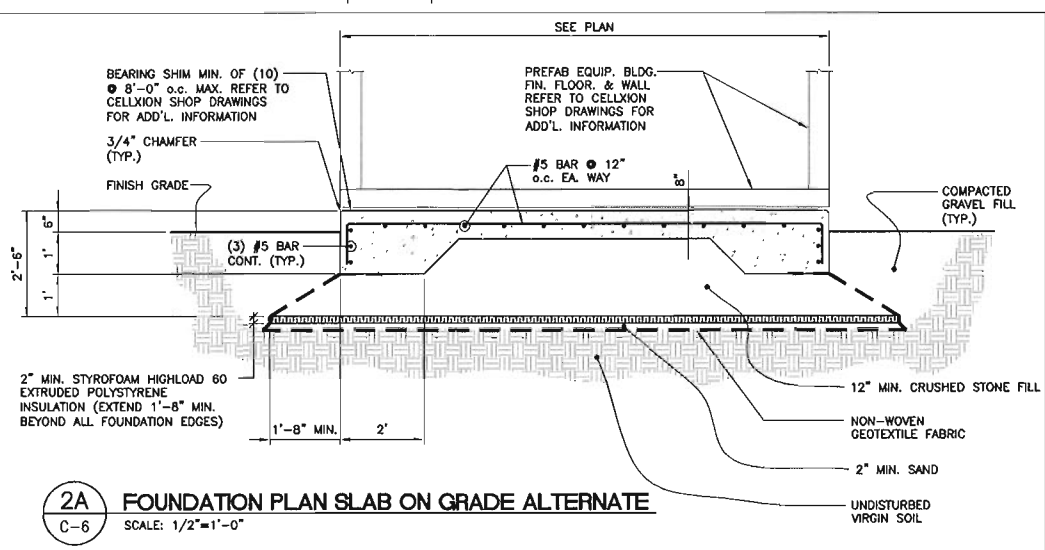 SEE PLAN
BEARING SHIM MIN. OF (10)
@ 8'-0" o.c. MAX. REFER TO
CELLXION SHOP DRAWINGS
FOR ADD'L. INFORMATION
PREFAB EQUIP. BLDG.
FIN. FLOOR. & WALL
REFER TO CELLXION
SHOP DRAWINGS FOR
ADD'L. INFORMATION
3/4" CHAMFER
(TYP.)
#5 BAR @ 12"
o.c. EA. WAY
8"
FINISH GRADE
COMPACTED
GRAVEL FILL
(TYP.)
6"
1'
2'-6"
1'
(3) #5 BAR
CONT. (TYP.)
2" MIN. STYROFOAM HIGHLOAD 60
EXTRUDED POLYSTYRENE
INSULATION (EXTEND 1'-8" MIN.
BEYOND ALL FOUNDATION EDGES)
1'-8" MIN.
2'
12" MIN. CRUSHED STONE FILL
NON-WOVEN
GEOTEXTILE FABRIC
2" MIN. SAND
UNDISTURBED
VIRGIN SOIL
2A
C-6
FOUNDATION PLAN SLAB ON GRADE ALTERNATE
SCALE: 1/2"=1'-0"